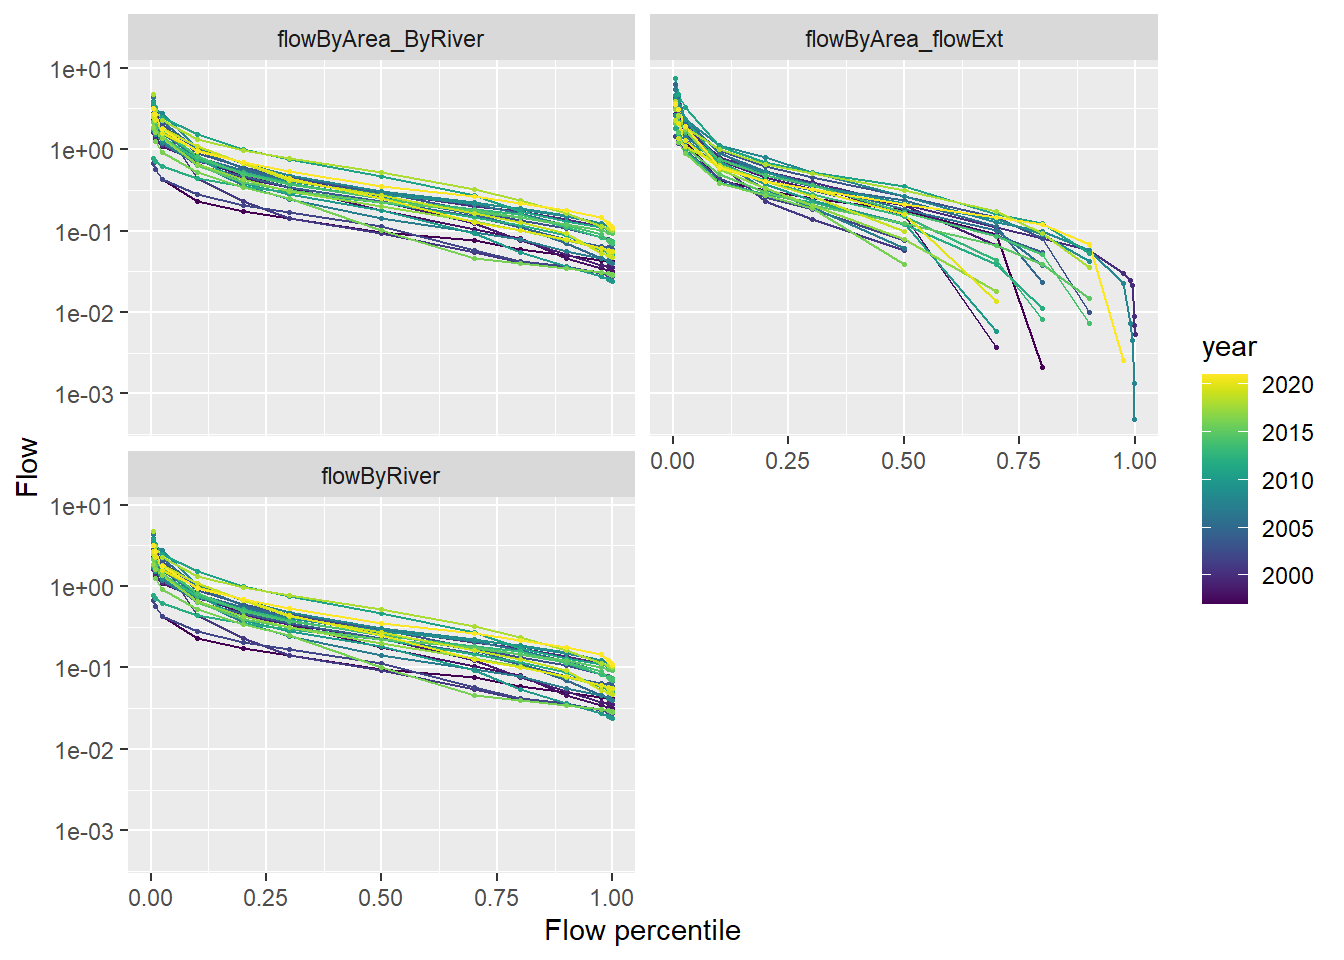 flowByArea_ByRiver
flowByArea_flowExt
1e+01
1e+00
1e-01
1e-02
1e-03
0.00 0.25 0.50 0.75 1.00
flowByRiver
1e+01
1e+00
1e-01
1e-02
1e-03
0.00 0.25 0.50 0.75 1.00
Flow percentile
Flow
year
2020
2015
2010
2005
2000